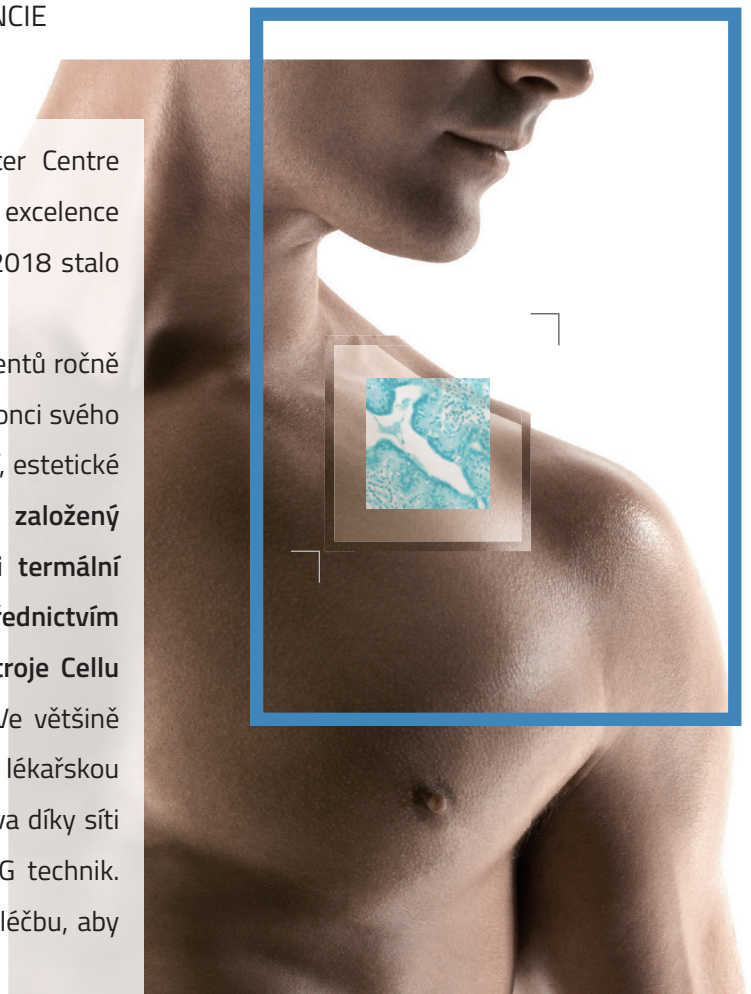 NCIE
ter Centre
excelence
2018 stalo
entů ročně
onci svého
, estetické
založený
i termální
řednictvím
troje Cellu
Ve většině
lékařskou
va díky síti
G technik.
léčbu, aby